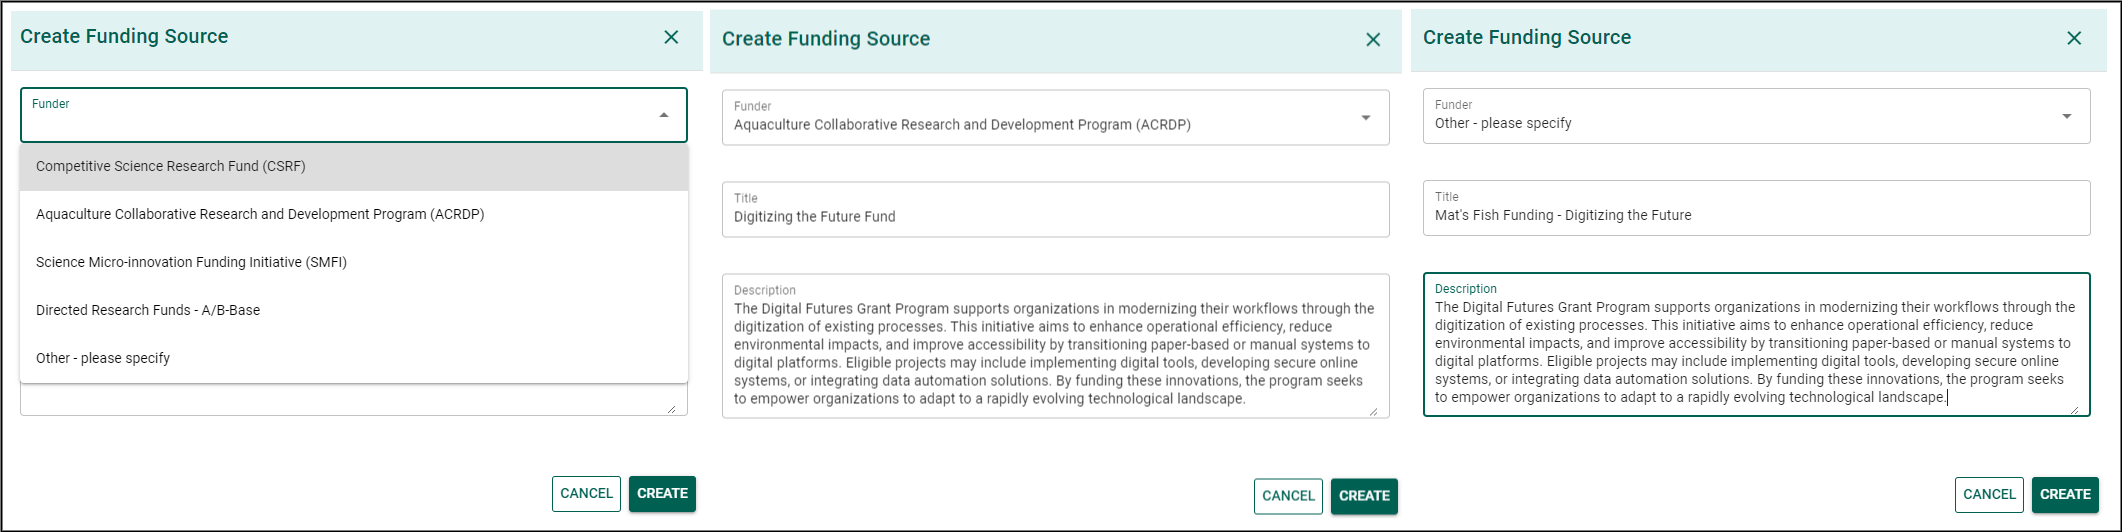 Create Funding Source
Funder
Competitive Science Research Fund (CSRF)
Aquaculture Collaborative Research and Development Program (ACRDP)
Science Micro-innovation Funding Initiative (SMFI)
Directed Research Funds - A/B-Base
Other - please specify
CANCEL
CREATE
Create Funding Source
Funder
Aquaculture Collaborative Research and Development Program (ACRDP)
Title
Digitizing the Future Fund
Description
The Digital Futures Grant Program supports organizations in modernizing their workflows through the
digitization of existing processes. This initiative aims to enhance operational efficiency, reduce
environmental impacts, and improve accessibility by transitioning paper-based or manual systems to
digital platforms. Eligible projects may include implementing digital tools, developing secure online
systems, or integrating data automation solutions. By funding these innovations, the program seeks
to empower organizations to adapt to a rapidly evolving technological landscape.
CANCEL
CREATE
Create Funding Source
Funder
Other - please specify
Title
Mat's Fish Funding - Digitizing the Future
Description
The Digital Futures Grant Program supports organizations in modernizing their workflows through the
digitization of existing processes. This initiative aims to enhance operational efficiency, reduce
environmental impacts, and improve accessibility by transitioning paper-based or manual systems to
digital platforms. Eligible projects may include implementing digital tools, developing secure online
systems, or integrating data automation solutions. By funding these innovations, the program seeks
to empower organizations to adapt to a rapidly evolving technological landscape.
CANCEL
CREATE